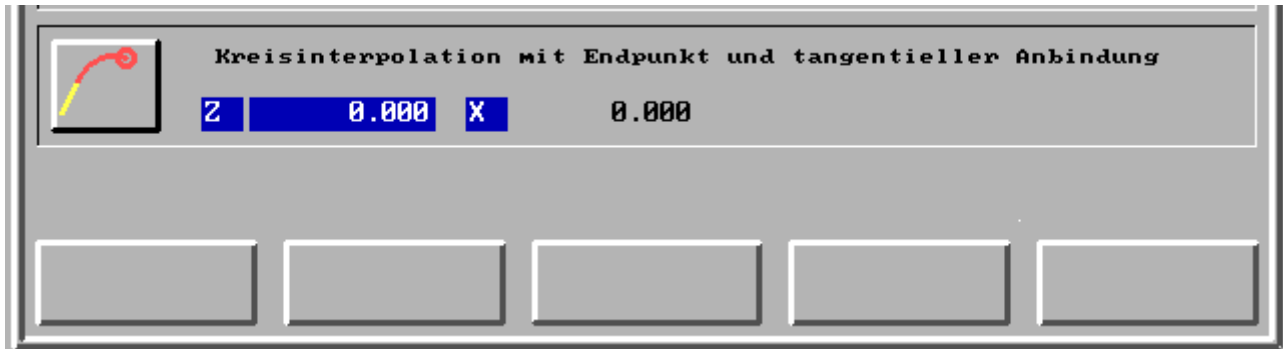 Kreisinterpolation mit Endpunkt und tangentieller Anbindung
Z 0.000 X 0.000